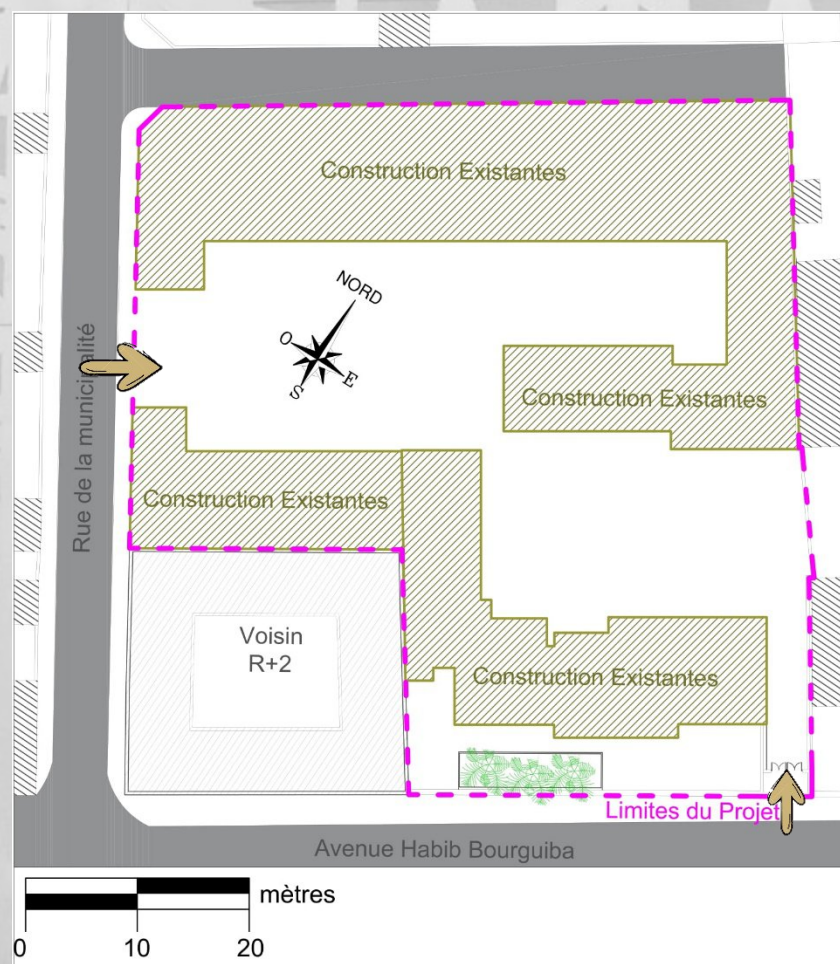 Construction Existantes
NORD
O
E
S
Rue de la municipalité
Construction Existantes
Construction Existantes
Voisin
R+2
Construction Existantes
Limites du Projet
Avenue Habib Bourguiba
mètres
0 10 20